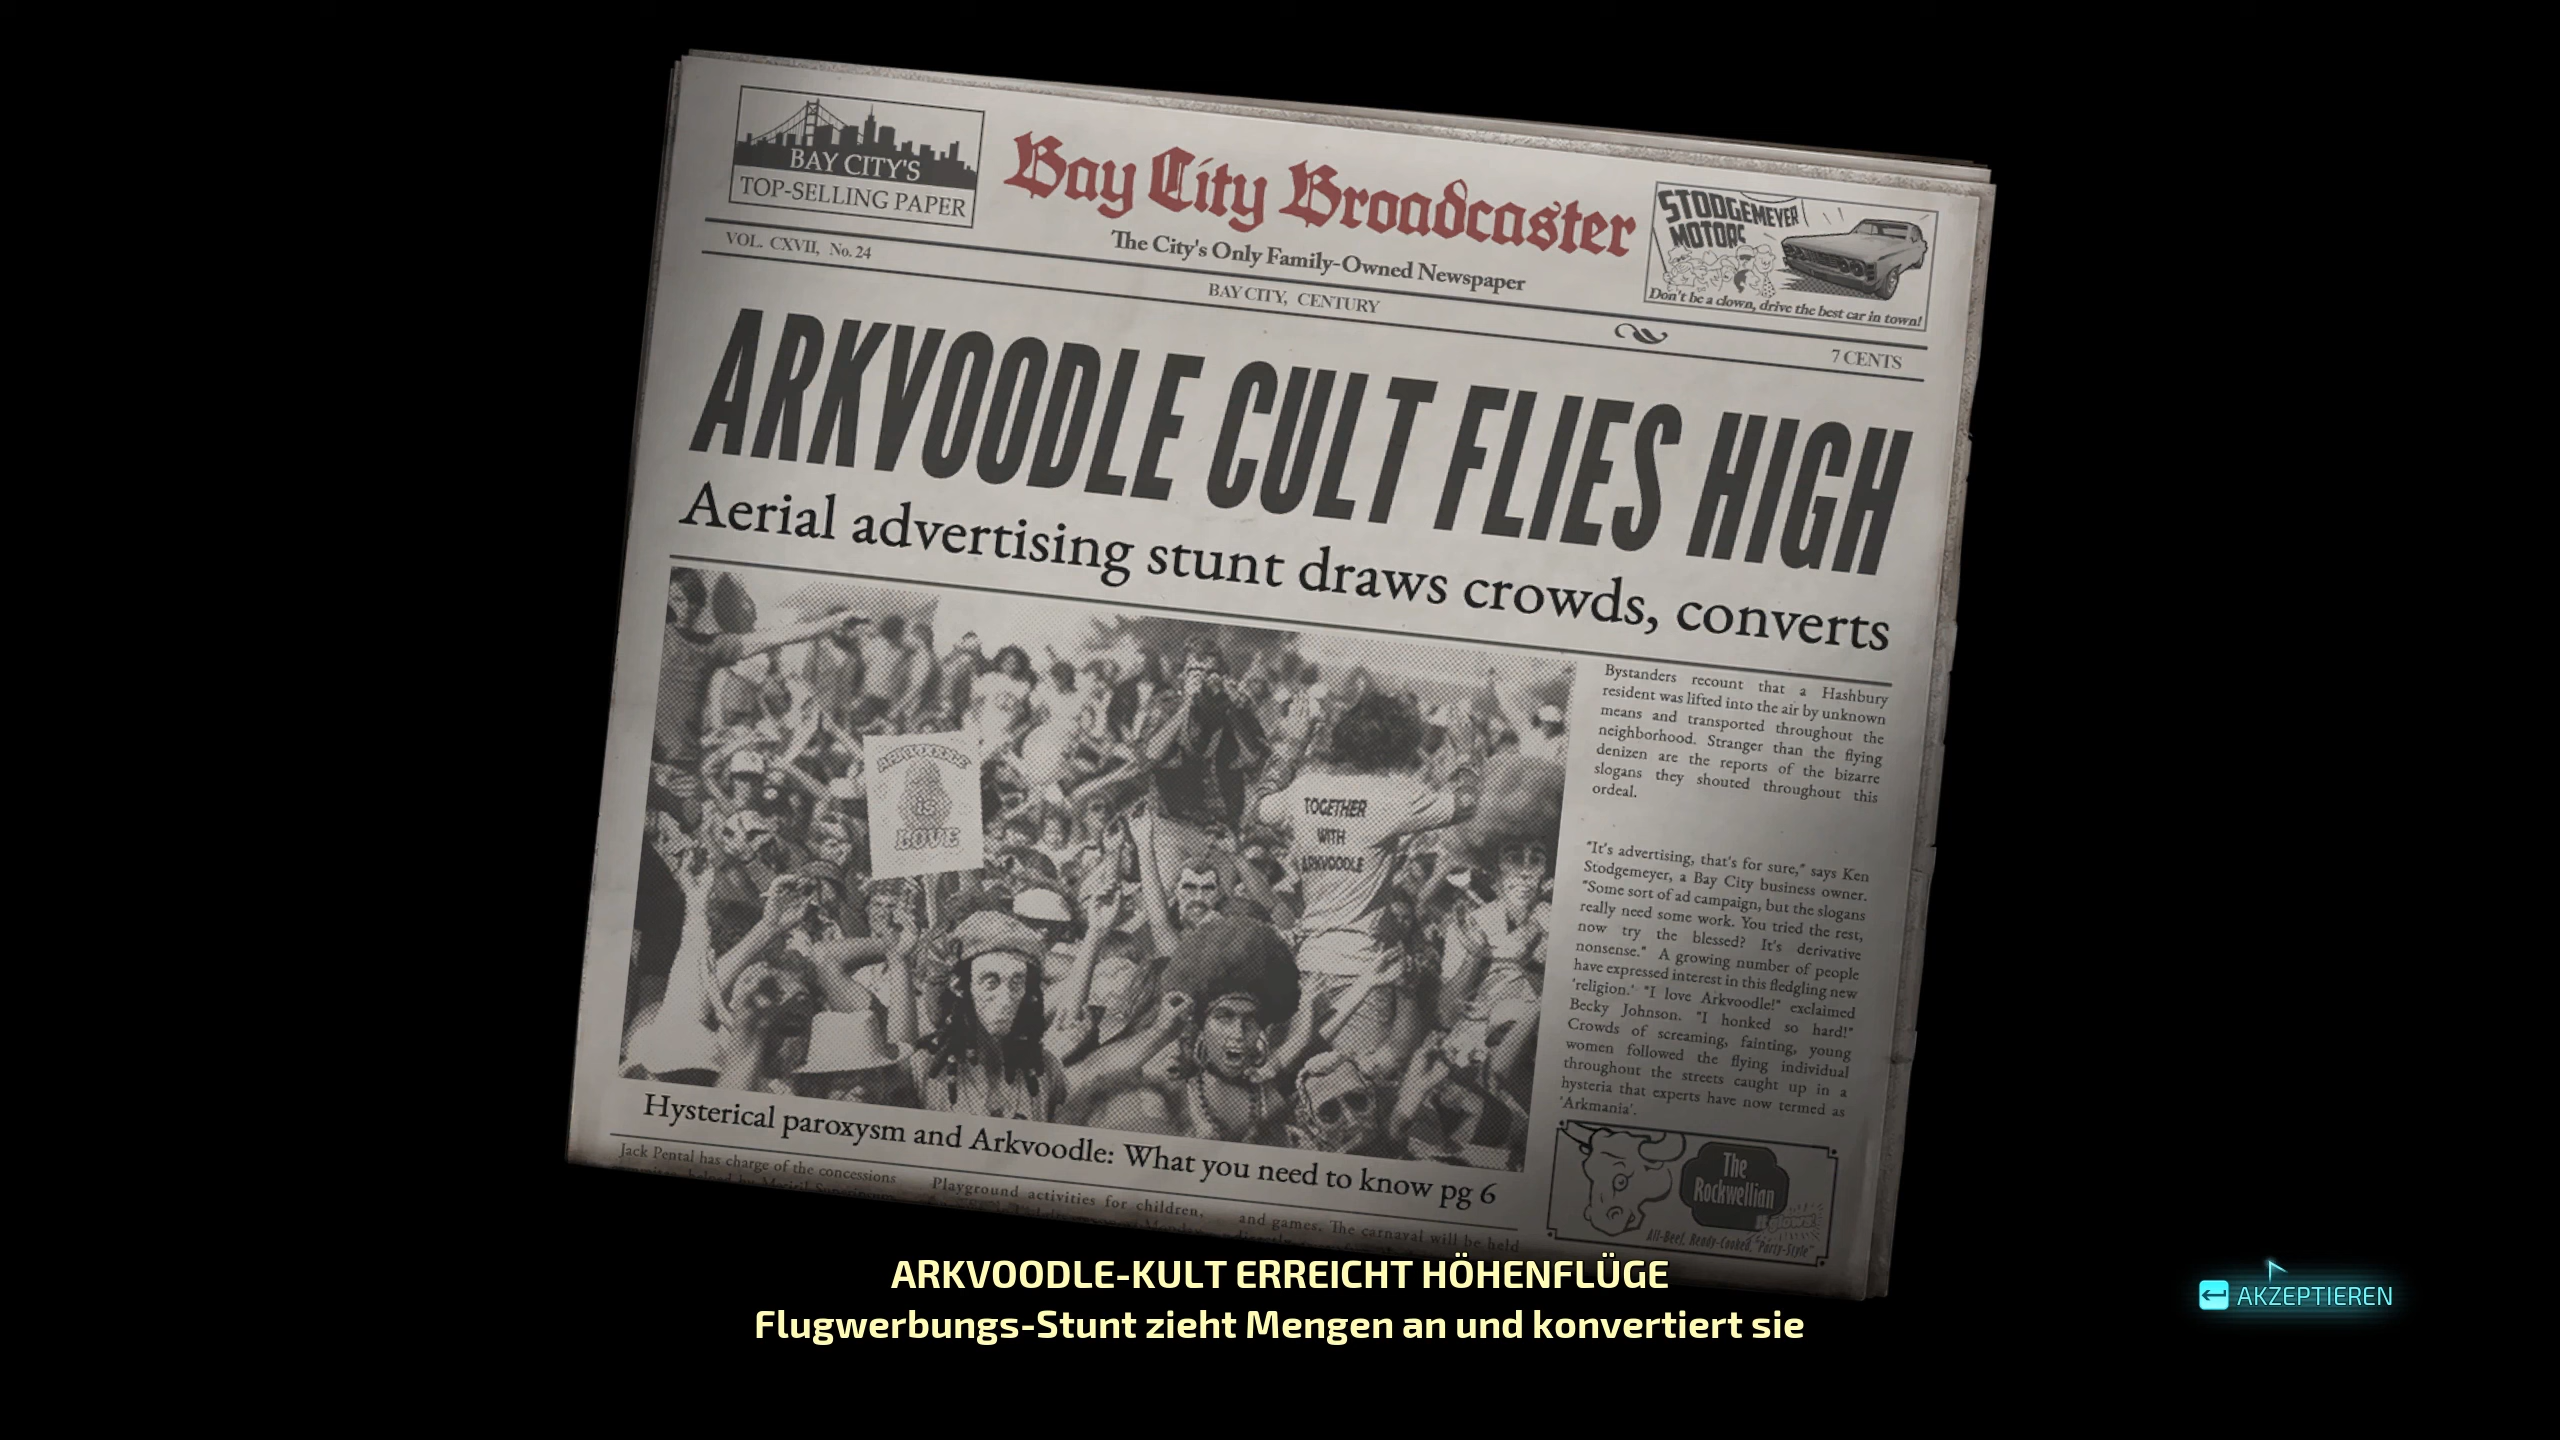 BAY CITY'S
TOP-SELLING PAPER
Bay City Broadcaster
The City's Only Family-Owned Newspaper
STODGEMEYER
MOTORS
Don't be a clown, drive the best car in town!
VOL. CXVII, No. 24
BAY CITY, CENTURY
7 CENTS
ARKVOODLE CULT FLIES HIGH
Aerial advertising stunt draws crowds, converts
ARKVOODLE
is
LOVE
TOGETHER
WITH
ARKVOODLE
Bystanders recount that a Hashbury
resident was lifted into the air by unknown
means and transported throughout the
neighborhood. Stranger than the flying
denizen are the reports of the bizarre
slogans they shouted throughout this
ordeal.
"It's advertising, that's for sure," says Ken
Stodgemeyer, a Bay City business owner.
"Some sort of ad campaign, but the slogans
really need some work. You tried the rest,
now try the blessed? It's derivative
nonsense." A growing number of people
have expressed interest in this fledgling new
'religion.' "I love Arkvoodle!" exclaimed
Becky Johnson. "I honked so hard!"
Crowds of screaming, fainting, young
women followed the flying individual
throughout the streets caught up in a
hysteria that experts have now termed as
'Arkmania'.
Hysterical paroxysm and Arkvoodle: What you need to know pg 6
Jack Pental has charge of the concessions
Playground activities for children,
and games. The carnaval will be held
The
Rockwellian
All-Beef, Ready-Cooked, "Party-Style"
ARKVOODLE-KULT ERREICHT HÖHENFLÜGE
Flugwerbungs-Stunt zieht Mengen an und konvertiert sie
AKZEPTIEREN